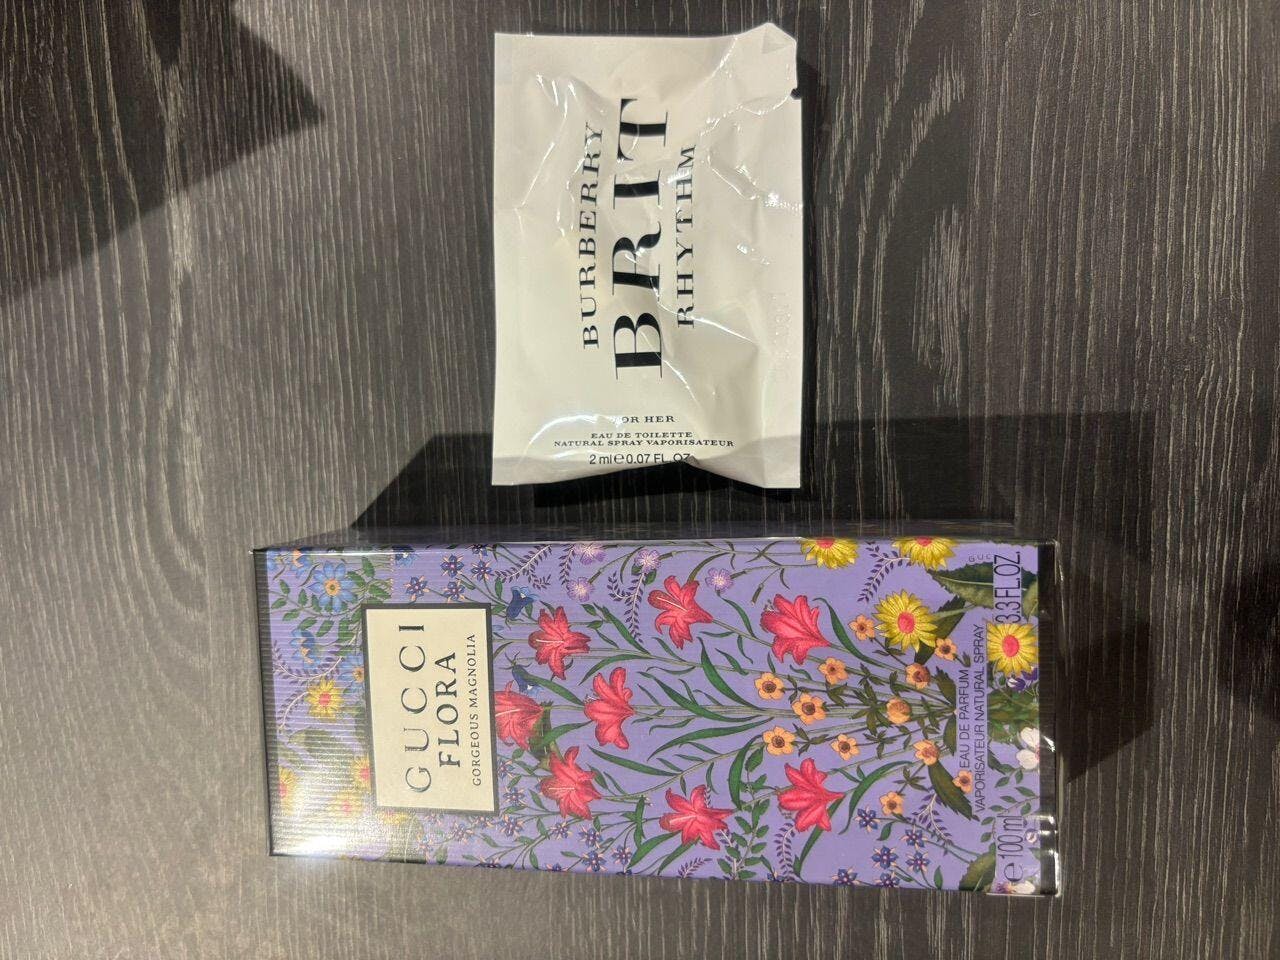 BURBERRY
BRIT
RHYTHM
FOR HER
EAU DE TOILETTE
NATURAL SPRAY VAPORISATEUR
2 ml e 0.07 FL.OZ
GUCCI
FLORA
GORGEOUS MAGNOLIA
EAU DE PARFUM
VAPORISATEUR NATURAL SPRAY
e 100 ml 3.3 FL.OZ.